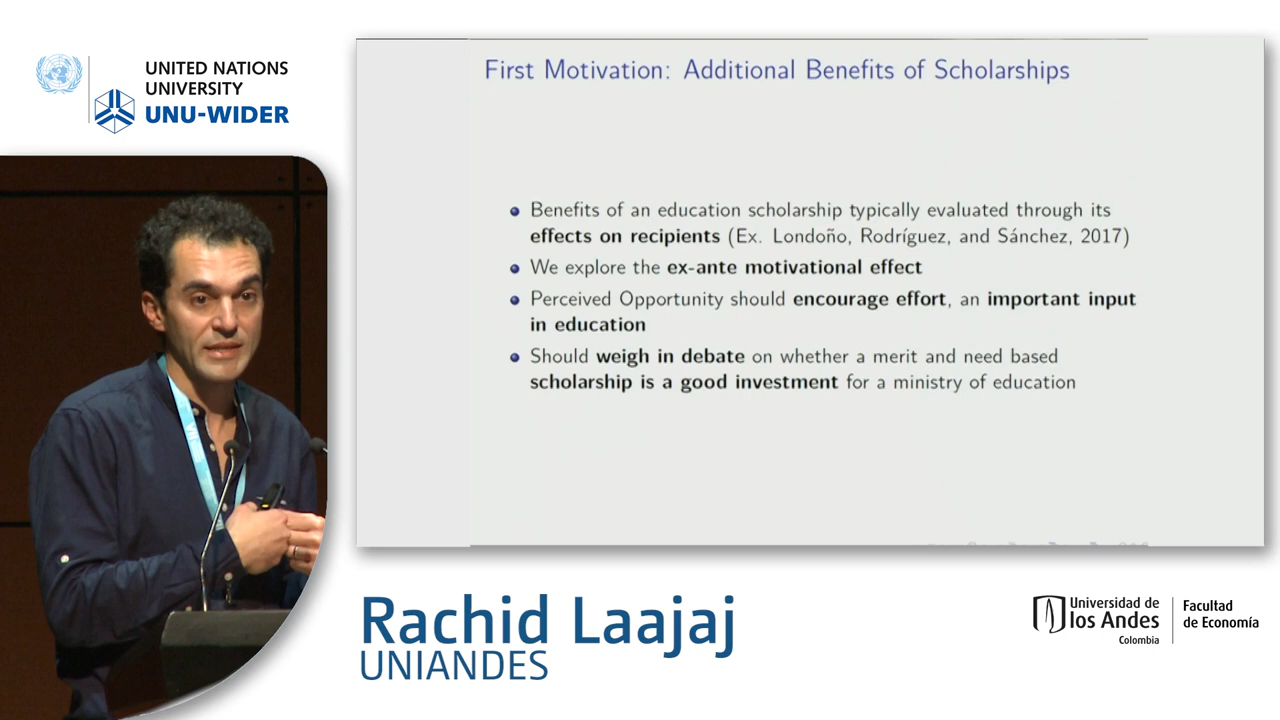 UNITED NATIONS
UNIVERSITY
UNU-WIDER
First Motivation: Additional Benefits of Scholarships
Benefits of an education scholarship typically evaluated through its
effects on recipients (Ex. Londoño, Rodríguez, and Sánchez, 2017)
We explore the ex-ante motivational effect
Perceived Opportunity should encourage effort, an important input
in education
Should weigh in debate on whether a merit and need based
scholarship is a good investment for a ministry of education
Rachid Laajaj
UNIANDES
Universidad de
los Andes
Colombia
Facultad
de Economía